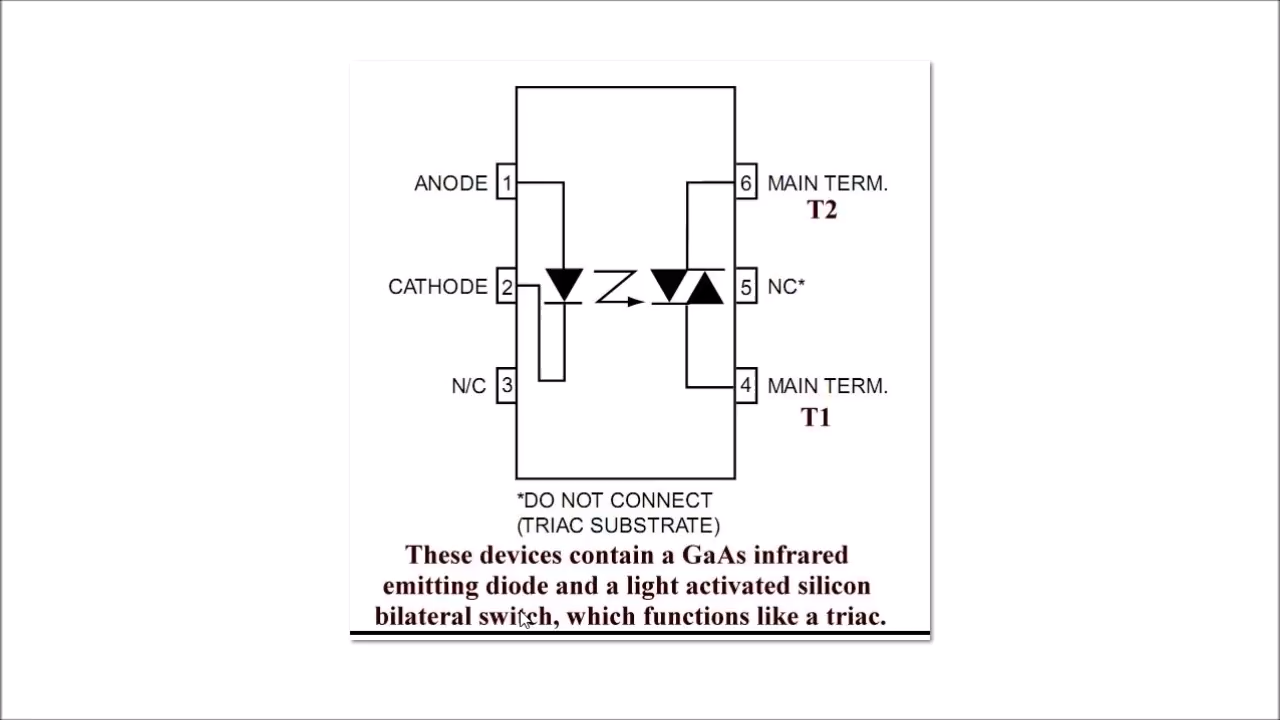 ANODE 1
6 MAIN TERM.
T2
CATHODE 2
5 NC*
N/C 3
4 MAIN TERM.
T1
*DO NOT CONNECT
(TRIAC SUBSTRATE)
These devices contain a GaAs infrared
emitting diode and a light activated silicon
bilateral switch, which functions like a triac.